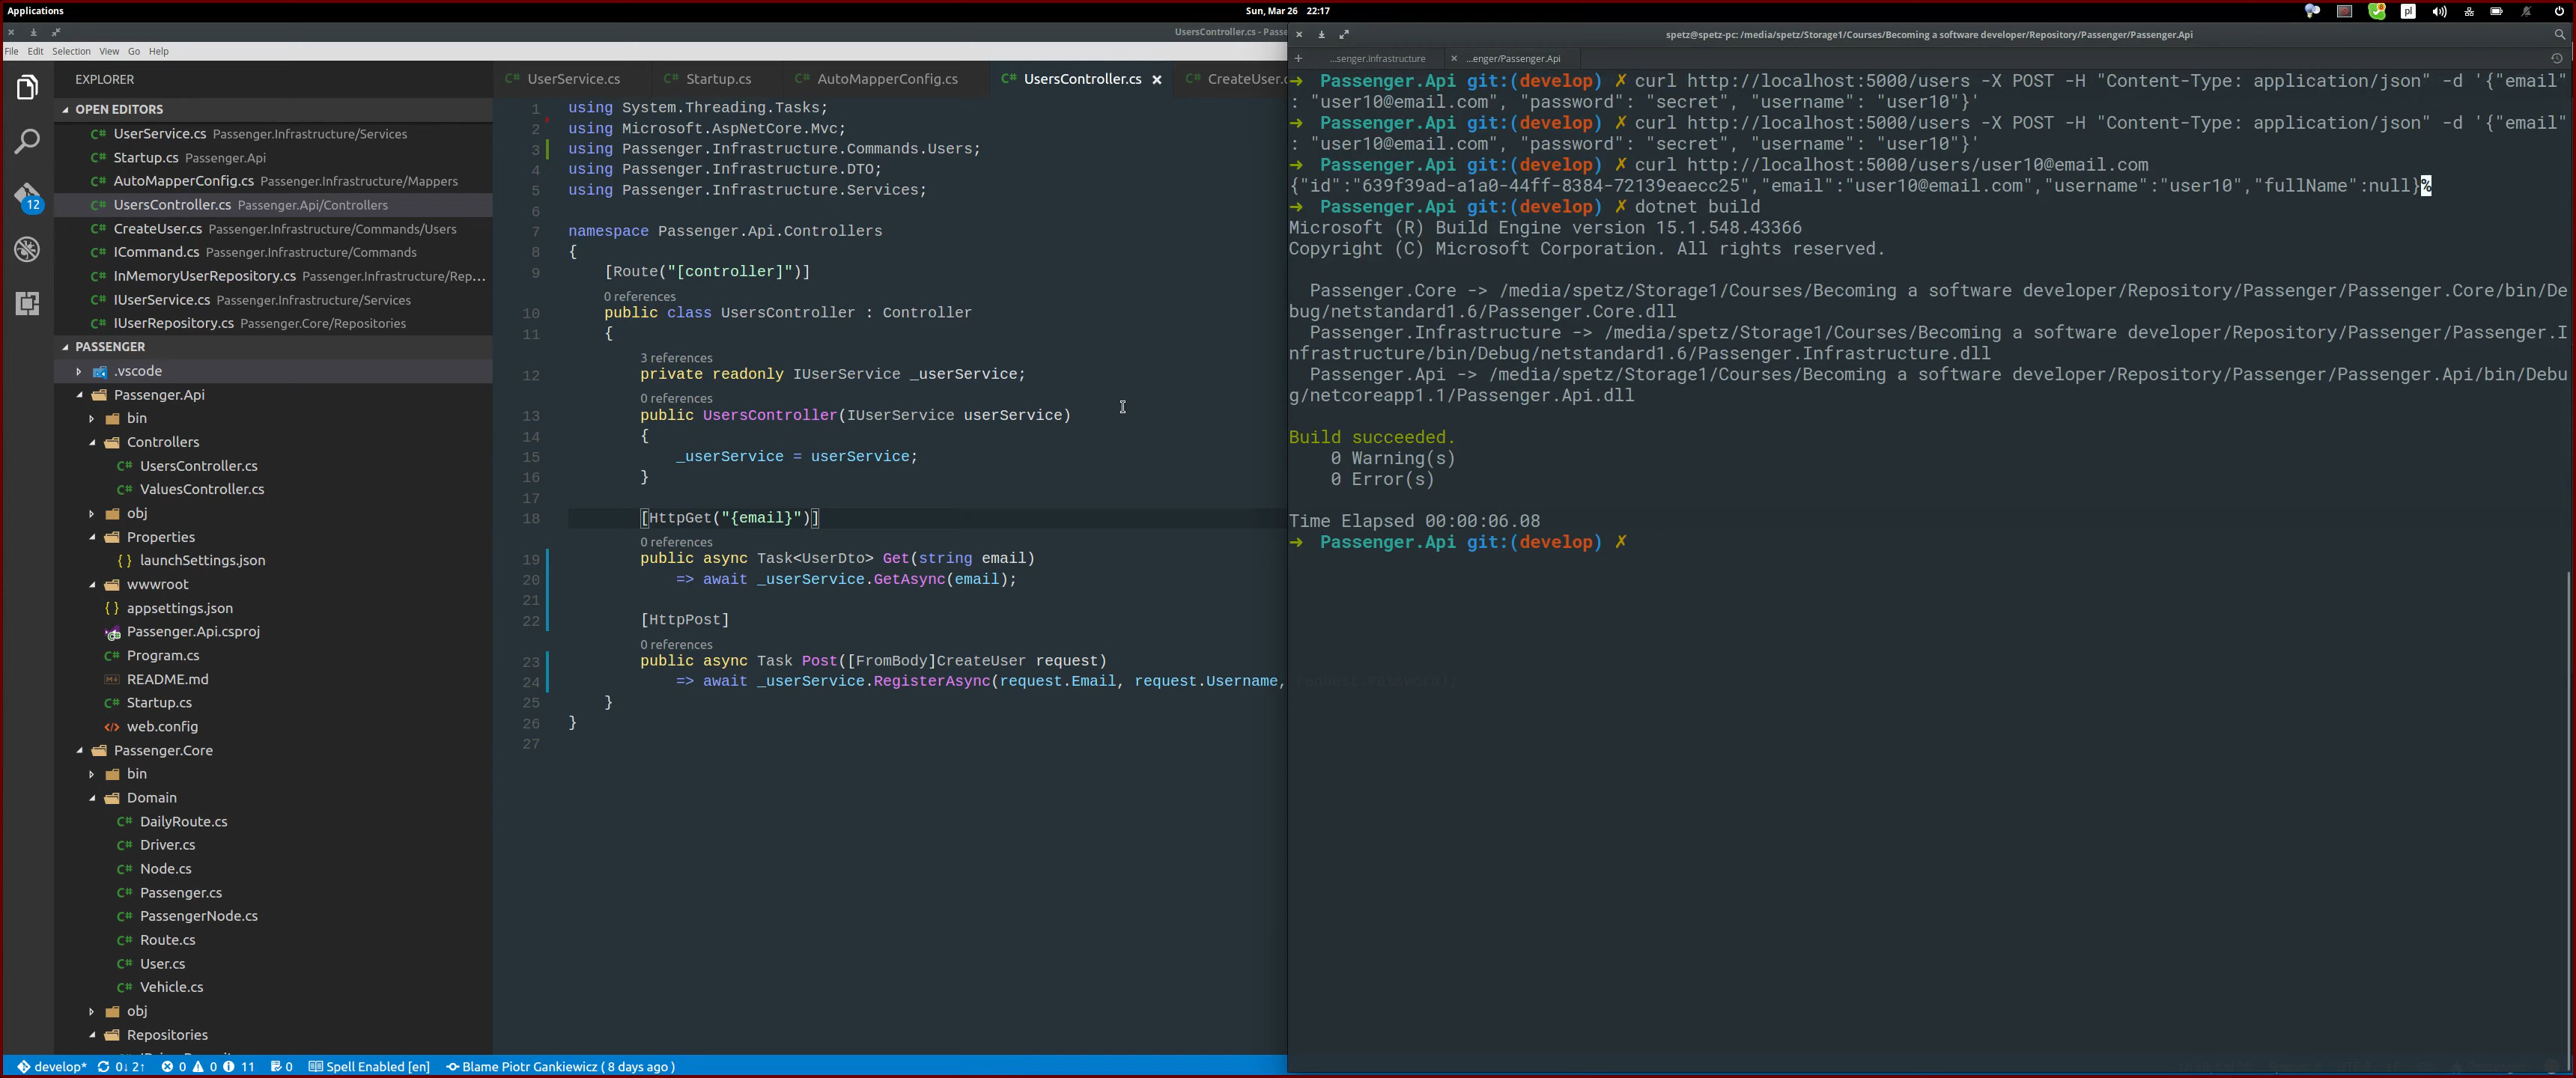 Applications
Sun, Mar 26 22:17
pl
UsersController.cs - Passe
File Edit Selection View Go Help
EXPLORER
OPEN EDITORS
UserService.cs Passenger.Infrastructure/Services
Startup.cs Passenger.Api
AutoMapperConfig.cs Passenger.Infrastructure/Mappers
UsersController.cs Passenger.Api/Controllers
CreateUser.cs Passenger.Infrastructure/Commands/Users
ICommand.cs Passenger.Infrastructure/Commands
InMemoryUserRepository.cs Passenger.Infrastructure/Rep...
IUserService.cs Passenger.Infrastructure/Services
IUserRepository.cs Passenger.Core/Repositories
12
PASSENGER
.vscode
Passenger.Api
bin
Controllers
UsersController.cs
ValuesController.cs
obj
Properties
launchSettings.json
wwwroot
appsettings.json
Passenger.Api.csproj
Program.cs
README.md
Startup.cs
web.config
Passenger.Core
bin
Domain
DailyRoute.cs
Driver.cs
Node.cs
Passenger.cs
PassengerNode.cs
Route.cs
User.cs
Vehicle.cs
obj
Repositories
UserService.cs Startup.cs AutoMapperConfig.cs UsersController.cs CreateUser.c
1 using System.Threading.Tasks;
2 using Microsoft.AspNetCore.Mvc;
3 using Passenger.Infrastructure.Commands.Users;
4 using Passenger.Infrastructure.DTO;
5 using Passenger.Infrastructure.Services;
6
7 namespace Passenger.Api.Controllers
8 {
9 [Route("[controller]")]
0 references
10 public class UsersController : Controller
11 {
3 references
12 private readonly IUserService _userService;
0 references
13 public UsersController(IUserService userService)
14 {
15 _userService = userService;
16 }
17
18 [HttpGet("{email}")]
0 references
19 public async Task<UserDto> Get(string email)
20 => await _userService.GetAsync(email);
21
22 [HttpPost]
0 references
23 public async Task Post([FromBody]CreateUser request)
24 => await _userService.RegisterAsync(request.Email, request.Username,
25 }
26 }
27
develop* 0↓ 2↑ 0 0 11 0 Spell Enabled [en] Blame Piotr Gankiewicz ( 8 days ago )
spetz@spetz-pc: /media/spetz/Storage1/Courses/Becoming a software developer/Repository/Passenger/Passenger.Api
...senger.Infrastructure ...enger/Passenger.Api
➜ Passenger.Api git:(develop) ✗ curl http://localhost:5000/users -X POST -H "Content-Type: application/json" -d '{"email"
: "user10@email.com", "password": "secret", "username": "user10"}'
➜ Passenger.Api git:(develop) ✗ curl http://localhost:5000/users -X POST -H "Content-Type: application/json" -d '{"email"
: "user10@email.com", "password": "secret", "username": "user10"}'
➜ Passenger.Api git:(develop) ✗ curl http://localhost:5000/users/user10@email.com
{"id":"639f39ad-a1a0-44ff-8384-72139eaecc25","email":"user10@email.com","username":"user10","fullName":null}%
➜ Passenger.Api git:(develop) ✗ dotnet build
Microsoft (R) Build Engine version 15.1.548.43366
Copyright (C) Microsoft Corporation. All rights reserved.
Passenger.Core -> /media/spetz/Storage1/Courses/Becoming a software developer/Repository/Passenger/Passenger.Core/bin/De
bug/netstandard1.6/Passenger.Core.dll
Passenger.Infrastructure -> /media/spetz/Storage1/Courses/Becoming a software developer/Repository/Passenger/Passenger.I
nfrastructure/bin/Debug/netstandard1.6/Passenger.Infrastructure.dll
Passenger.Api -> /media/spetz/Storage1/Courses/Becoming a software developer/Repository/Passenger/Passenger.Api/bin/Debu
g/netcoreapp1.1/Passenger.Api.dll
Build succeeded.
0 Warning(s)
0 Error(s)
Time Elapsed 00:00:06.08
➜ Passenger.Api git:(develop) ✗